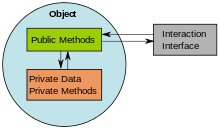 Object
Public Methods
Interaction
Interface
Private Data
Private Methods